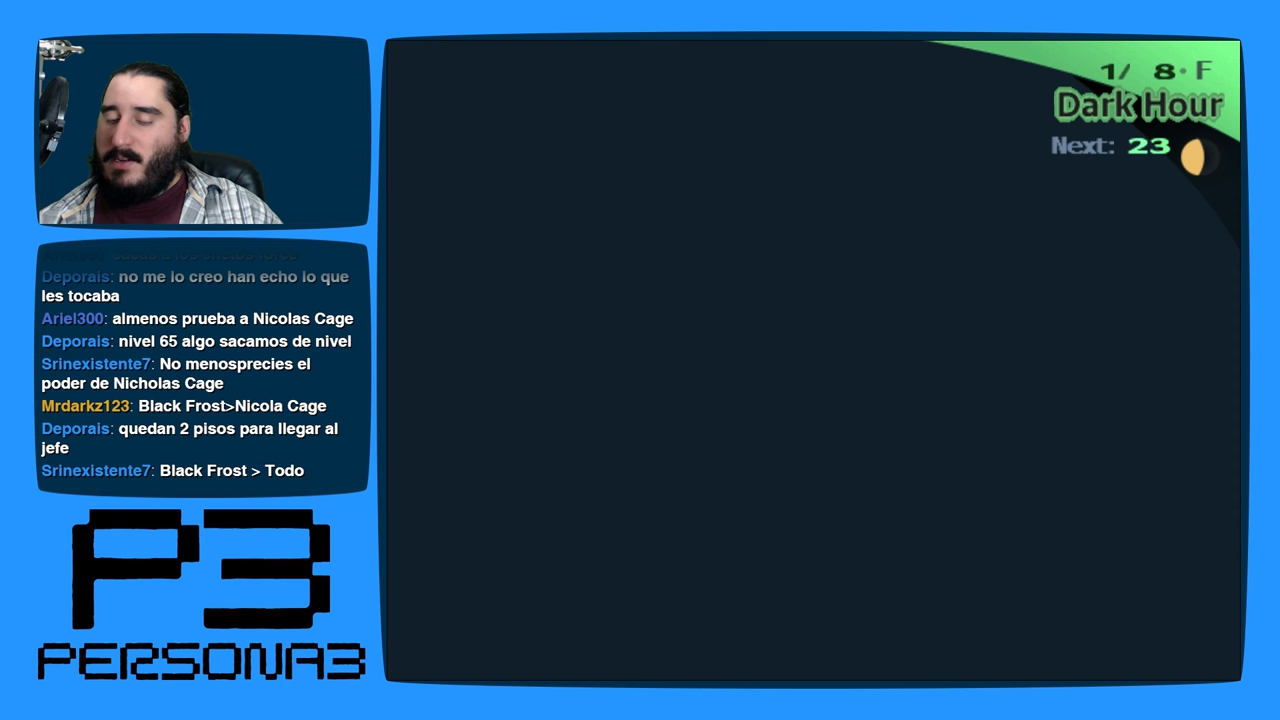 1/ 8・F
Dark Hour
Next: 23
Deporais: no me lo creo han echo lo que
les tocaba
Ariel300: almenos prueba a Nicolas Cage
Deporais: nivel 65 algo sacamos de nivel
Srinexistente7: No menosprecies el
poder de Nicholas Cage
Mrdarkz123: Black Frost>Nicola Cage
Deporais: quedan 2 pisos para llegar al
jefe
Srinexistente7: Black Frost > Todo
P3
PERSONA3